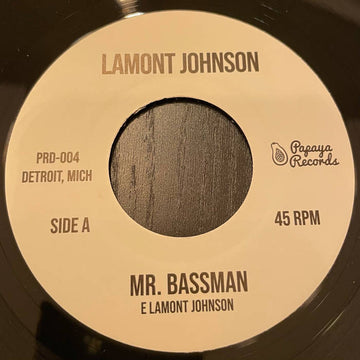 LAMONT JOHNSON
PRD-004
DETROIT, MICH
Papaya
Records
SIDE A
45 RPM
MR. BASSMAN
E LAMONT JOHNSON